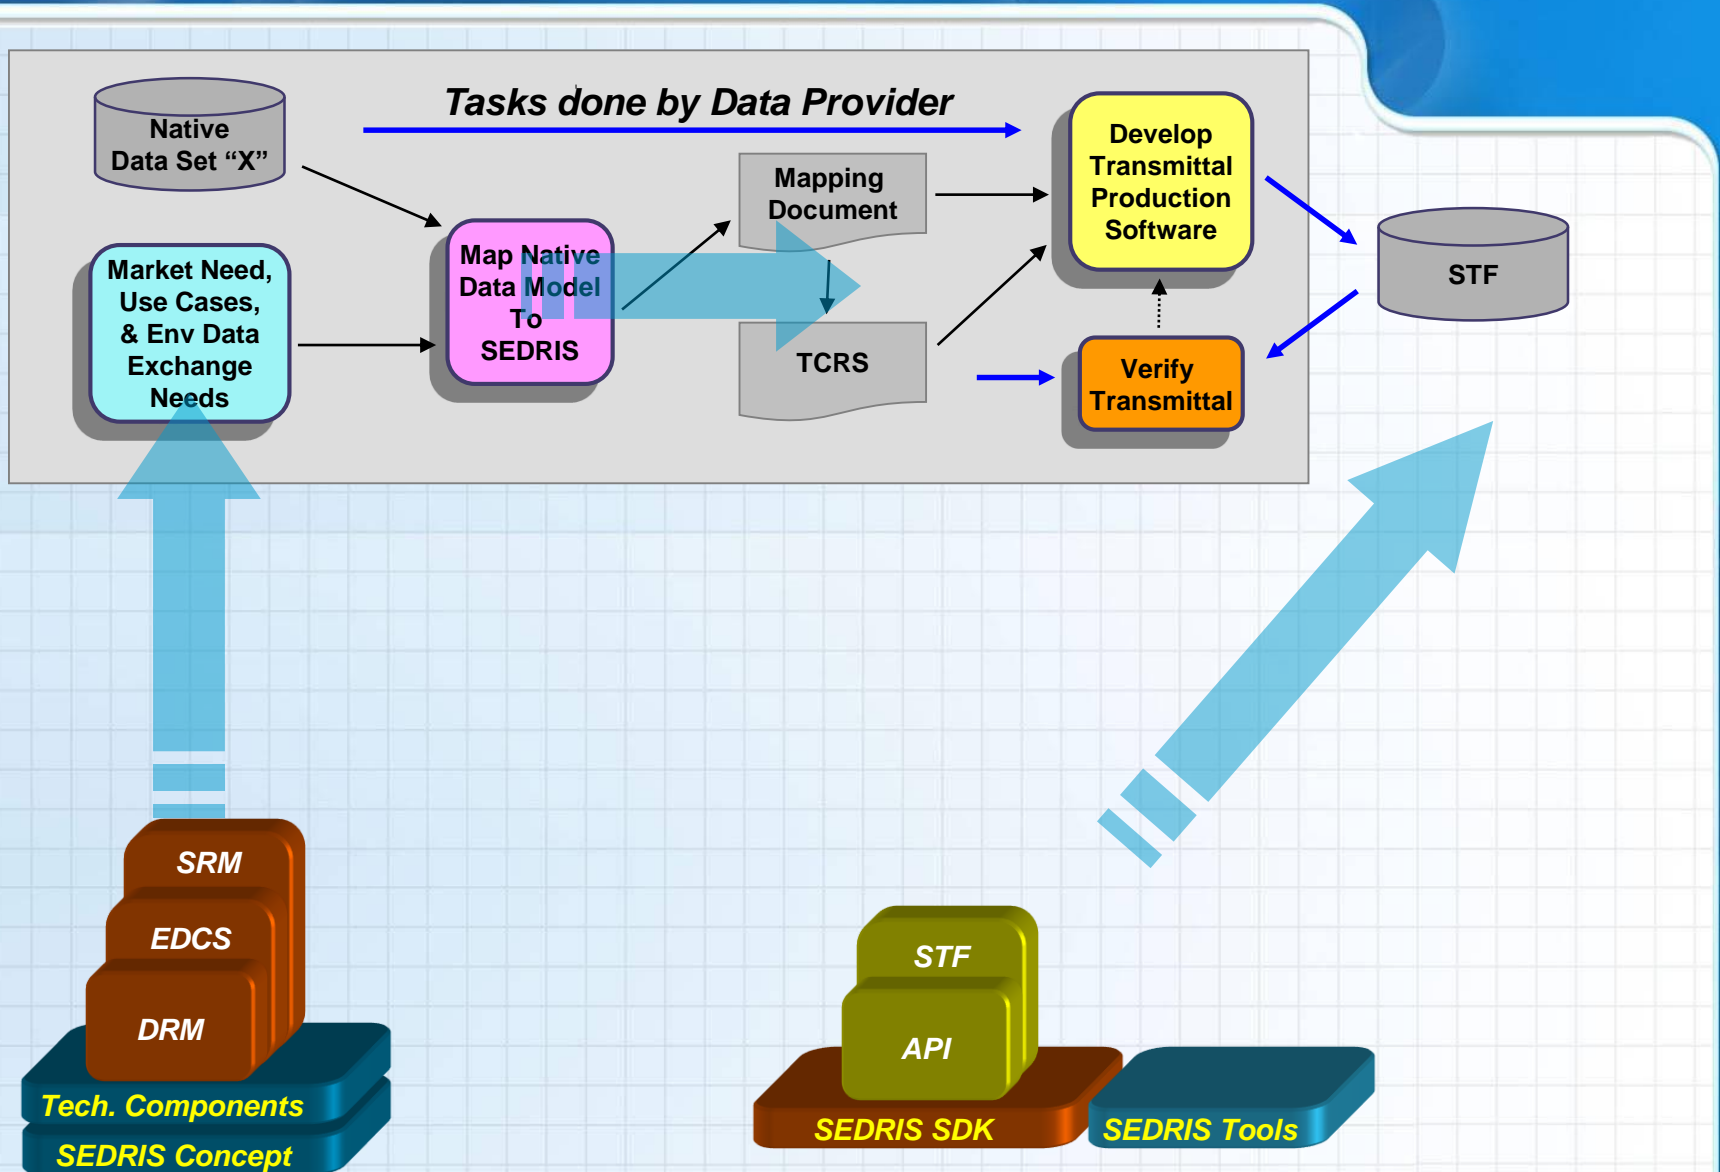 Tasks done by Data Provider
Native
Data Set “X”
Market Need,
Use Cases,
& Env Data
Exchange
Needs
Map Native
Data Model
To
SEDRIS
Mapping
Document
TCRS
Develop
Transmittal
Production
Software
Verify
Transmittal
STF
SRM
EDCS
DRM
Tech. Components
SEDRIS Concept
STF
API
SEDRIS SDK
SEDRIS Tools